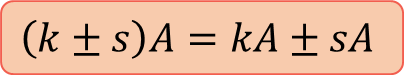 (k ± s)A = kA ± sA